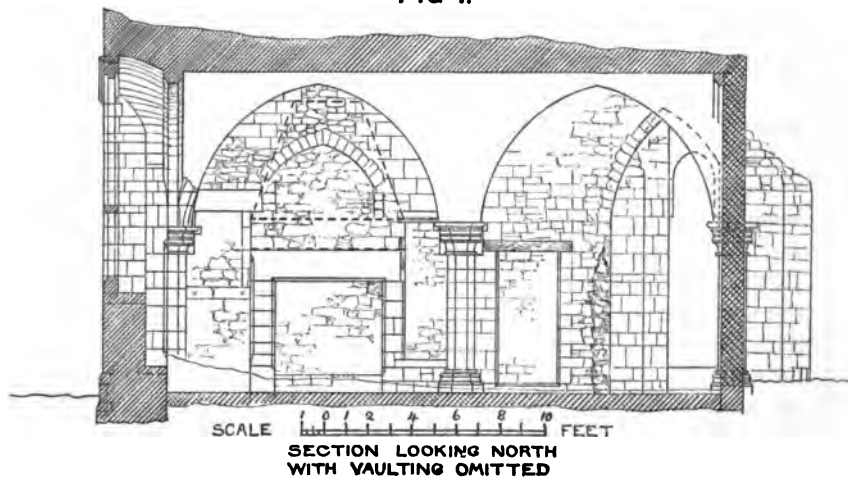 SCALE 1 0 1 2 4 6 8 10 FEET
SECTION LOOKING NORTH
WITH VAULTING OMITTED